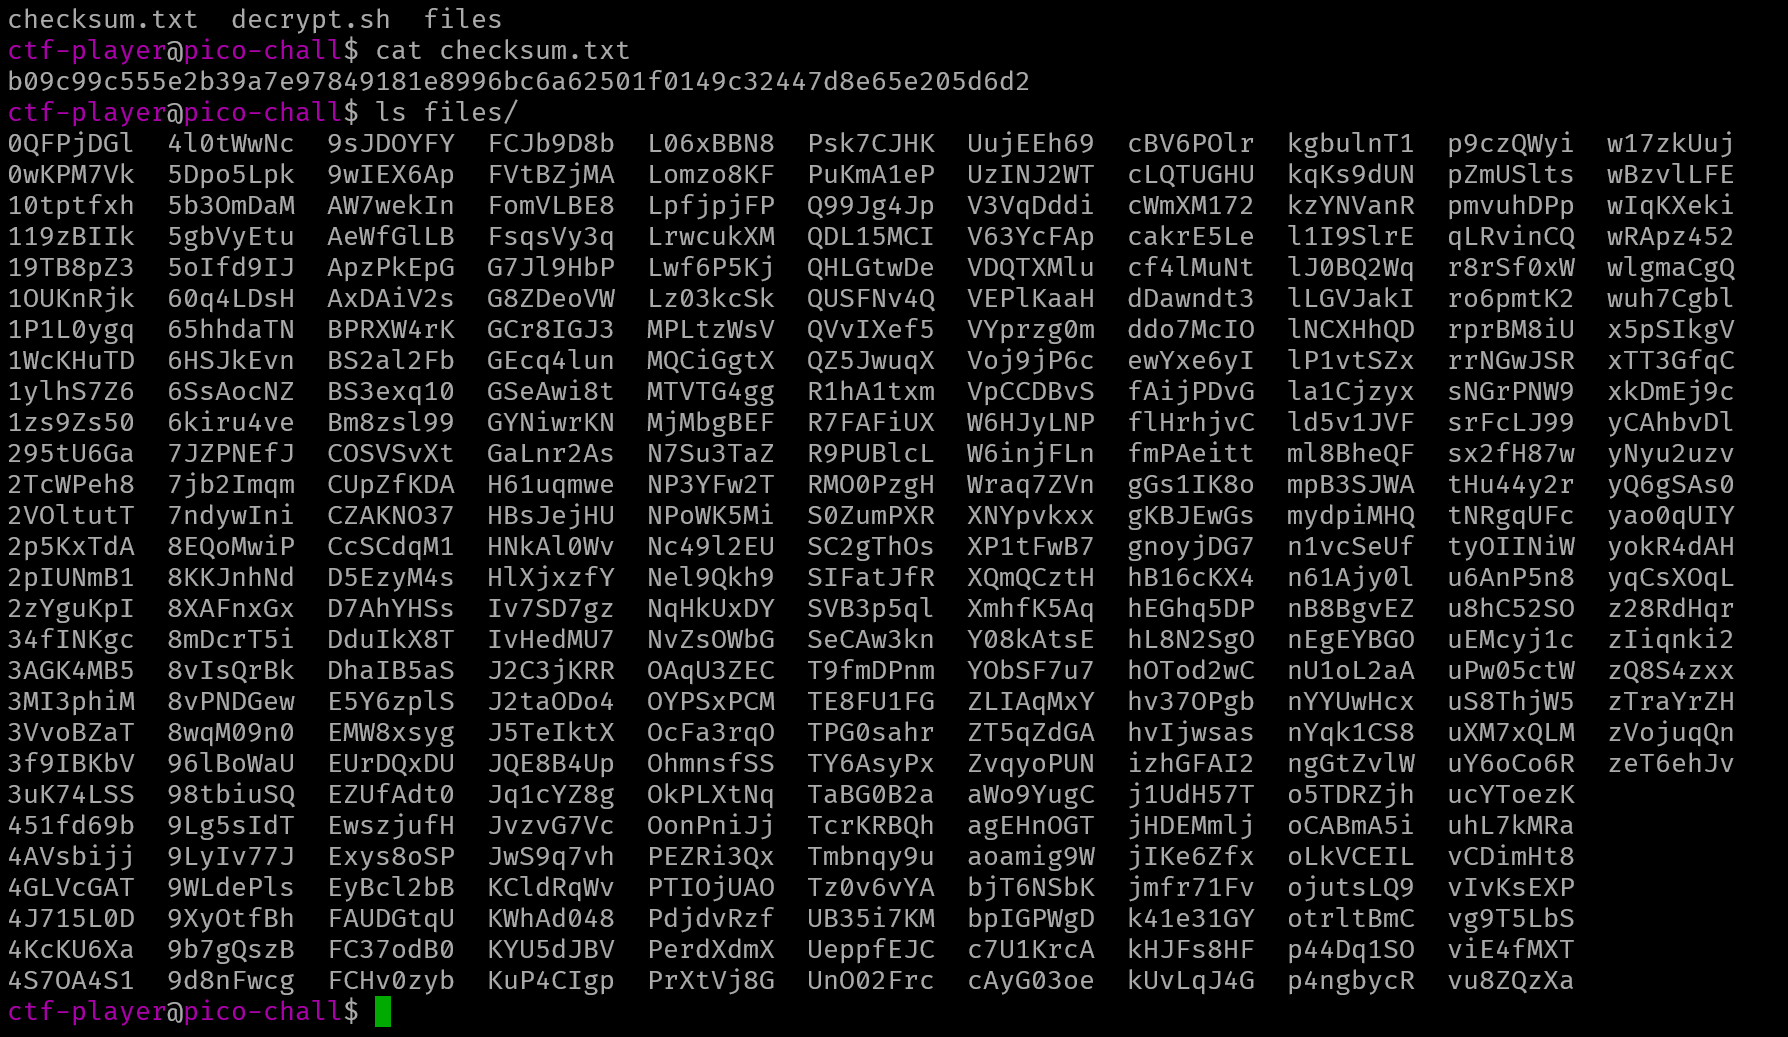 checksum.txt  decrypt.sh  files
ctf-player@pico-chall$ cat checksum.txt
b09c99c555e2b39a7e97849181e8996bc6a62501f0149c32447d8e65e205d6d2
ctf-player@pico-chall$ ls files/
0QFPjDGl  4l0tWwNc  9sJDOYFY  FCJb9D8b  L06xBBN8  Psk7CJHK  UujEEh69  cBV6POlr  kgbulnT1  p9czQWyi  w17zkUuj
0wKPM7Vk  5Dpo5Lpk  9wIEX6Ap  FVtBZjMA  Lomzo8KF  PuKmA1eP  UzINJ2WT  cLQTUGHU  kqKs9dUN  pZmUSlts  wBzvlLFE
10tptfxh  5b3OmDaM  AW7wekIn  FomVLBE8  LpfjpjFP  Q99Jg4Jp  V3VqDddi  cWmXM172  kzYNVanR  pmvuhDPp  wIqKXeki
119zBIIk  5gbVyEtu  AeWfGlLB  FsqsVy3q  LrwcukXM  QDL15MCI  V63YcFAp  cakrE5Le  l1I9SlrE  qLRvinCQ  wRApz452
19TB8pZ3  5oIfd9IJ  ApzPkEpG  G7Jl9HbP  Lwf6P5Kj  QHLGtwDe  VDQTXMlu  cf4lMuNt  lJ0BQ2Wq  r8rSf0xW  wlgmaCgQ
1OUKnRjk  60q4LDsH  AxDAiV2s  G8ZDeoVW  Lz03kcSk  QUSFNv4Q  VEPlKaaH  dDawndt3  lLGVJakI  ro6pmtK2  wuh7Cgbl
1P1L0ygq  65hhdaTN  BPRXW4rK  GCr8IGJ3  MPLtzWsV  QVvIXef5  VYprzg0m  ddo7McIO  lNCXHhQD  rprBM8iU  x5pSIkgV
1WcKHuTD  6HSJkEvn  BS2al2Fb  GEcq4lun  MQCiGgtX  QZ5JwuqX  Voj9jP6c  ewYxe6yI  lP1vtSZx  rrNGwJSR  xTT3GfqC
1ylhS7Z6  6SsAocNZ  BS3exq10  GSeAwi8t  MTVTG4gg  R1hA1txm  VpCCDBvS  fAijPDvG  la1Cjzyx  sNGrPNW9  xkDmEj9c
1zs9Zs50  6kiru4ve  Bm8zsl99  GYNiwrKN  MjMbgBEF  R7FAFiUX  W6HJyLNP  flHrhjvC  ld5v1JVF  srFcLJ99  yCAhbvDl
295tU6Ga  7JZPNEfJ  COSVSvXt  GaLnr2As  N7Su3TaZ  R9PUBlcL  W6injFLn  fmPAeitt  ml8BheQF  sx2fH87w  yNyu2uzv
2TcWPeh8  7jb2Imqm  CUpZfKDA  H61uqmwe  NP3YFw2T  RMO0PzgH  Wraq7ZVn  gGs1IK8o  mpB3SJWA  tHu44y2r  yQ6gSAs0
2VOltutT  7ndywIni  CZAKNO37  HBsJejHU  NPoWK5Mi  S0ZumPXR  XNYpvkxx  gKBJEwGs  mydpiMHQ  tNRgqUFc  yao0qUIY
2p5KxTdA  8EQoMwiP  CcSCdqM1  HNkAl0Wv  Nc49l2EU  SC2gThOs  XP1tFwB7  gnoyjDG7  n1vcSeUf  tyOIINiW  yokR4dAH
2pIUNmB1  8KKJnhNd  D5EzyM4s  HlXjxzfY  Nel9Qkh9  SIFatJfR  XQmQCztH  hB16cKX4  n61Ajy0l  u6AnP5n8  yqCsXOqL
2zYguKpI  8XAFnxGx  D7AhYHSs  Iv7SD7gz  NqHkUxDY  SVB3p5ql  XmhfK5Aq  hEGhq5DP  nB8BgvEZ  u8hC52SO  z28RdHqr
34fINKgc  8mDcrT5i  DduIkX8T  IvHedMU7  NvZsOWbG  SeCAw3kn  Y08kAtsE  hL8N2SgO  nEgEYBGO  uEMcyj1c  zIiqnki2
3AGK4MB5  8vIsQrBk  DhaIB5aS  J2C3jKRR  OAqU3ZEC  T9fmDPnm  YObSF7u7  hOTod2wC  nU1oL2aA  uPw05ctW  zQ8S4zxx
3MI3phiM  8vPNDGew  E5Y6zplS  J2taODo4  OYPSxPCM  TE8FU1FG  ZLIAqMxY  hv37OPgb  nYYUwHcx  uS8ThjW5  zTraYrZH
3VvoBZaT  8wqM09n0  EMW8xsyg  J5TeIktX  OcFa3rqO  TPG0sahr  ZT5qZdGA  hvIjwsas  nYqk1CS8  uXM7xQLM  zVojuqQn
3f9IBKbV  96lBoWaU  EUrDQxDU  JQE8B4Up  OhmnsfSS  TY6AsyPx  ZvqyoPUN  izhGFAI2  ngGtZvlW  uY6oCo6R  zeT6ehJv
3uK74LSS  98tbiuSQ  EZUfAdt0  Jq1cYZ8g  OkPLXtNq  TaBG0B2a  aWo9YugC  j1UdH57T  o5TDRZjh  ucYToezK
451fd69b  9Lg5sIdT  EwszjufH  JvzvG7Vc  OonPniJj  TcrKRBQh  agEHnOGT  jHDEMmlj  oCABmA5i  uhL7kMRa
4AVsbijj  9LyIv77J  Exys8oSP  JwS9q7vh  PEZRi3Qx  Tmbnqy9u  aoamig9W  jIKe6Zfx  oLkVCEIL  vCDimHt8
4GLVcGAT  9WLdePls  EyBcl2bB  KCldRqWv  PTIOjUAO  Tz0v6vYA  bjT6NSbK  jmfr71Fv  ojutsLQ9  vIvKsEXP
4J715L0D  9XyOtfBh  FAUDGtqU  KWhAd048  PdjdvRzf  UB35i7KM  bpIGPWgD  k41e31GY  otrltBmC  vg9T5LbS
4KcKU6Xa  9b7gQszB  FC37odB0  KYU5dJBV  PerdXdmX  UeppfEJC  c7U1KrcA  kHJFs8HF  p44Dq1SO  viE4fMXT
4S7OA4S1  9d8nFwcg  FCHv0zyb  KuP4CIgp  PrXtVj8G  UnO02Frc  cAyG03oe  kUvLqJ4G  p4ngbycR  vu8ZQzXa
ctf-player@pico-chall$